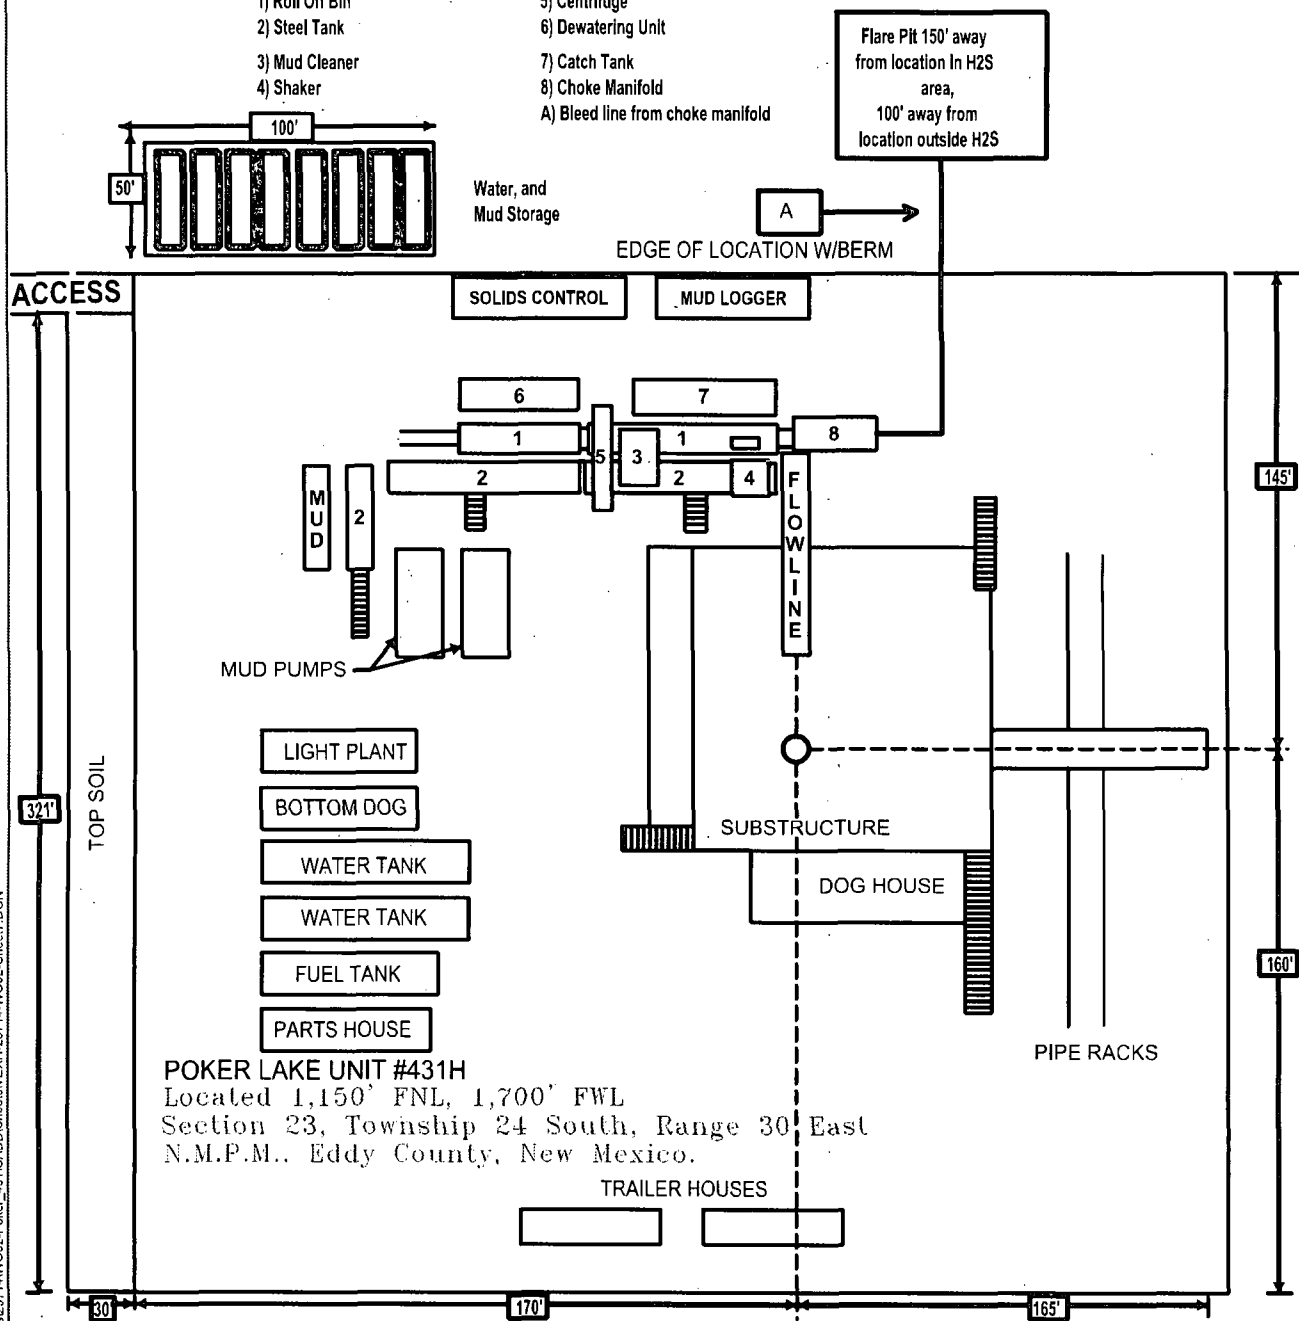 1) Roll Off Bin
2) Steel Tank
3) Mud Cleaner
4) Shaker
5) Centrifuge
6) Dewatering Unit
7) Catch Tank
8) Choke Manifold
A) Bleed line from choke manifold
Flare Pit 150' away
from location In H2S
area,
100' away from
location outside H2S
100'
50'
Water, and
Mud Storage
A
EDGE OF LOCATION W/BERM
ACCESS
SOLIDS CONTROL
MUD LOGGER
6
7
1
1
8
5
3
2
2
4
MUD
2
FLOWLINE
145'
MUD PUMPS
LIGHT PLANT
BOTTOM DOG
WATER TANK
WATER TANK
FUEL TANK
PARTS HOUSE
321'
TOP SOIL
SUBSTRUCTURE
DOG HOUSE
160'
PIPE RACKS
POKER LAKE UNIT #431H
Located 1,150' FNL, 1,700' FWL
Section 23, Township 24 South, Range 30 East
N.M.P.M.. Eddy County, New Mexico.
TRAILER HOUSES
30'
170'
165'